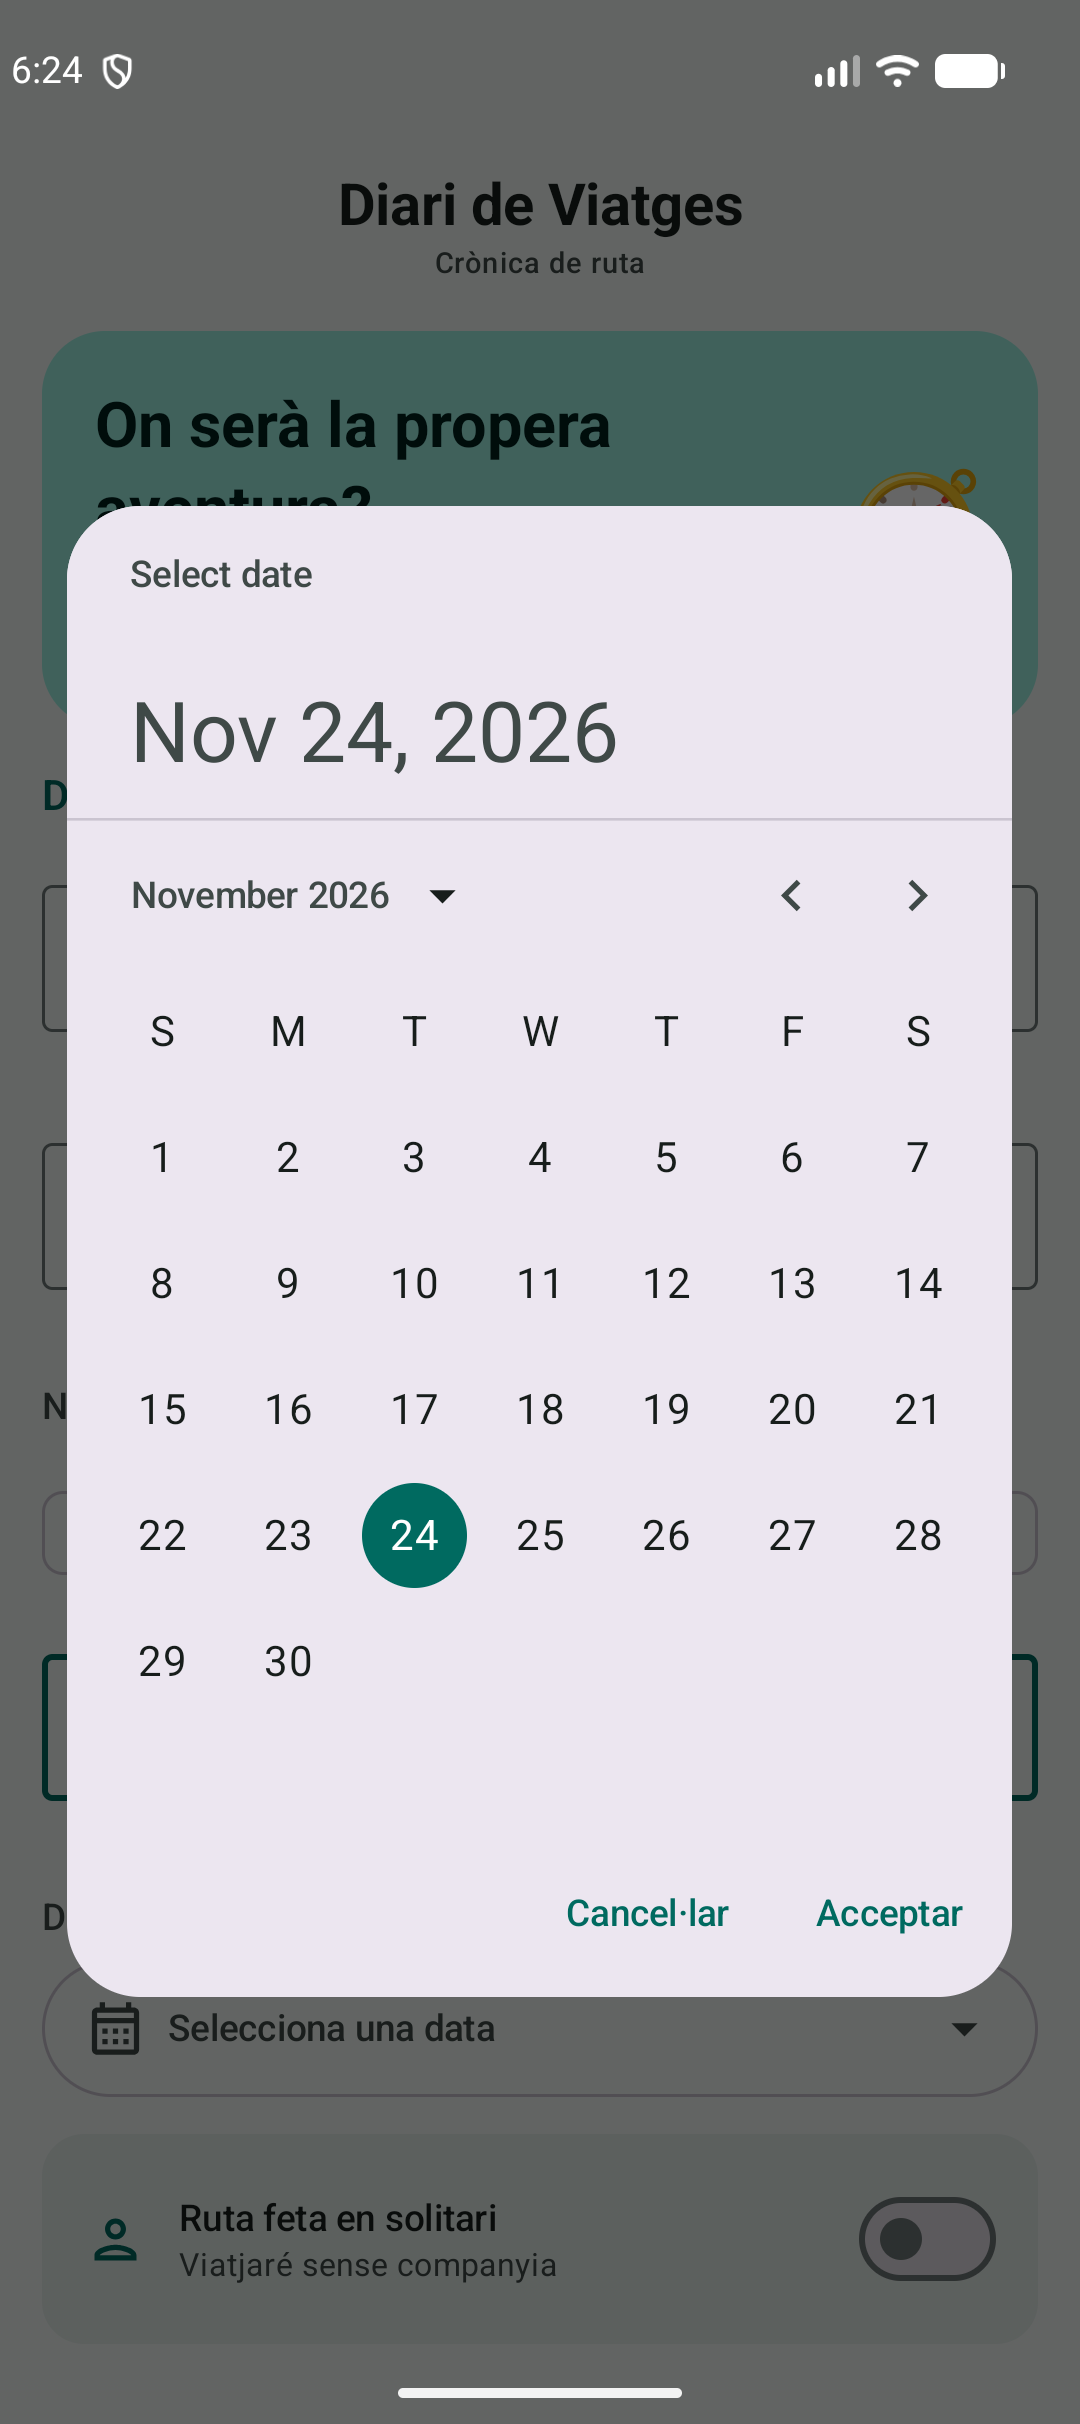 6:24
Diari de Viatges
Crònica de ruta
On serà la propera
aventura?
Select date
Nov 24, 2026
D
November 2026
S M T W T F S
1 2 3 4 5 6 7
8 9 10 11 12 13 14
15 16 17 18 19 20 21
N
22 23 24 25 26 27 28
29 30
Cancel·lar Acceptar
D
Selecciona una data
Ruta feta en solitari
Viatjaré sense companyia